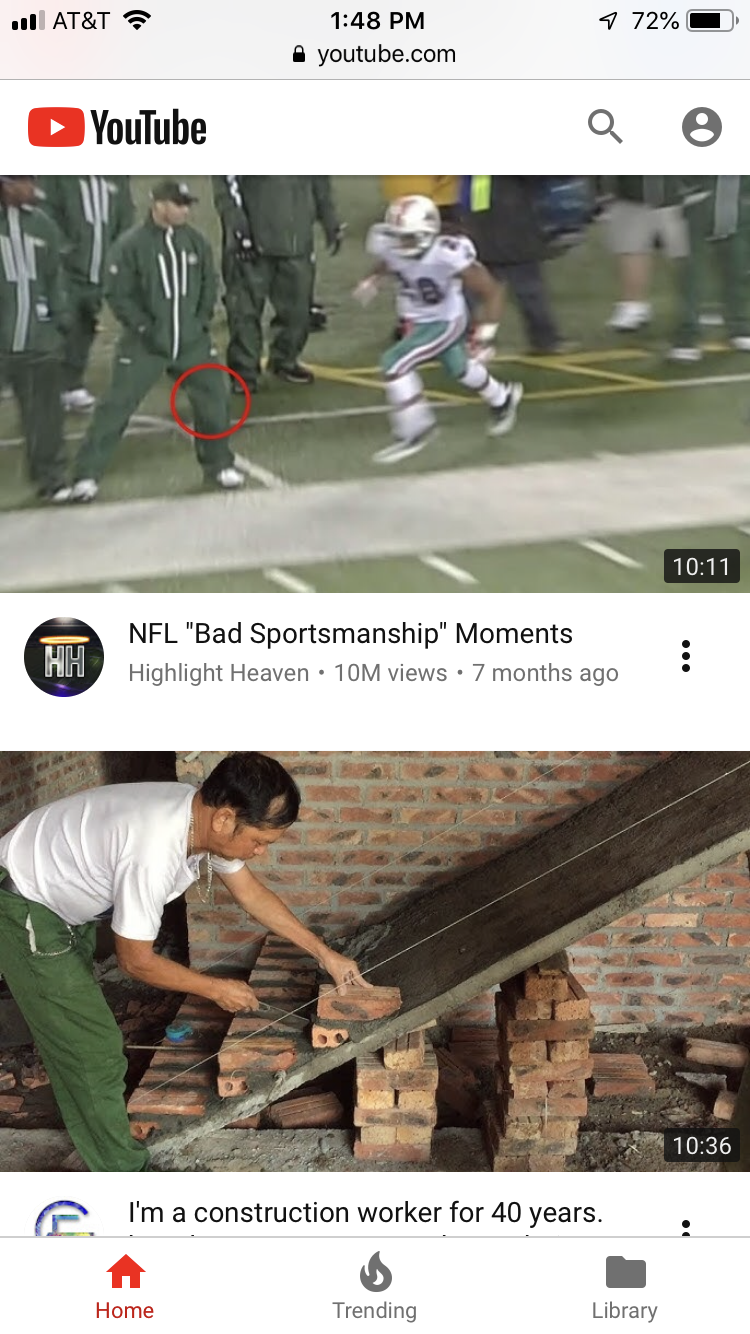 AT&T 1:48 PM 72%
youtube.com
YouTube
10:11
HH
NFL "Bad Sportsmanship" Moments
Highlight Heaven • 10M views • 7 months ago
10:36
I'm a construction worker for 40 years.
Home Trending Library